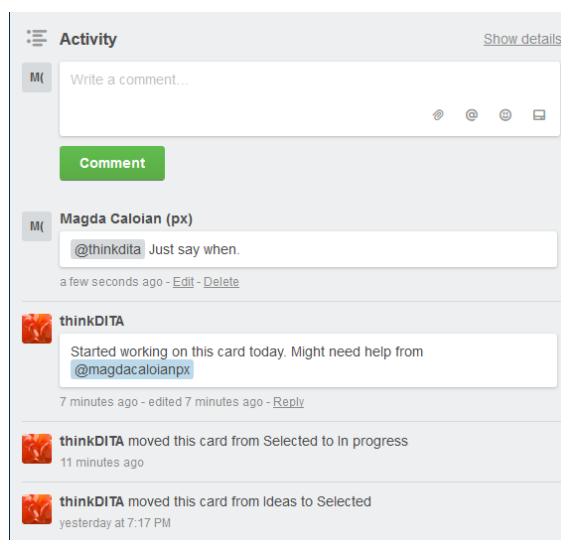 Activity
Show details
M(
Write a comment...
Comment
M(
Magda Caloian (px)
@thinkdita Just say when.
a few seconds ago - Edit - Delete
thinkDITA
Started working on this card today. Might need help from
@magdacaloianpx
7 minutes ago - edited 7 minutes ago - Reply
thinkDITA moved this card from Selected to In progress
11 minutes ago
thinkDITA moved this card from Ideas to Selected
yesterday at 7:17 PM